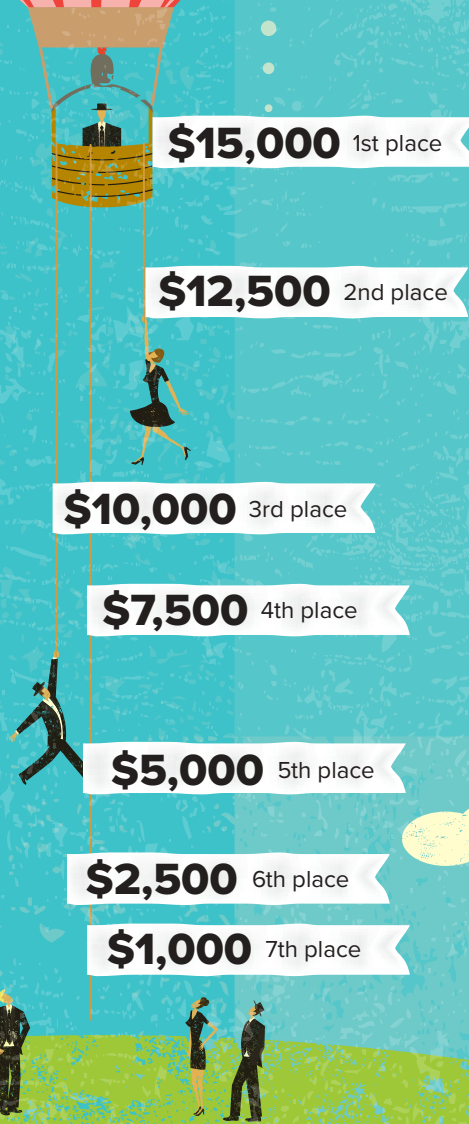 $15,000 1st place
$12,500 2nd place
$10,000 3rd place
$7,500 4th place
$5,000 5th place
$2,500 6th place
$1,000 7th place